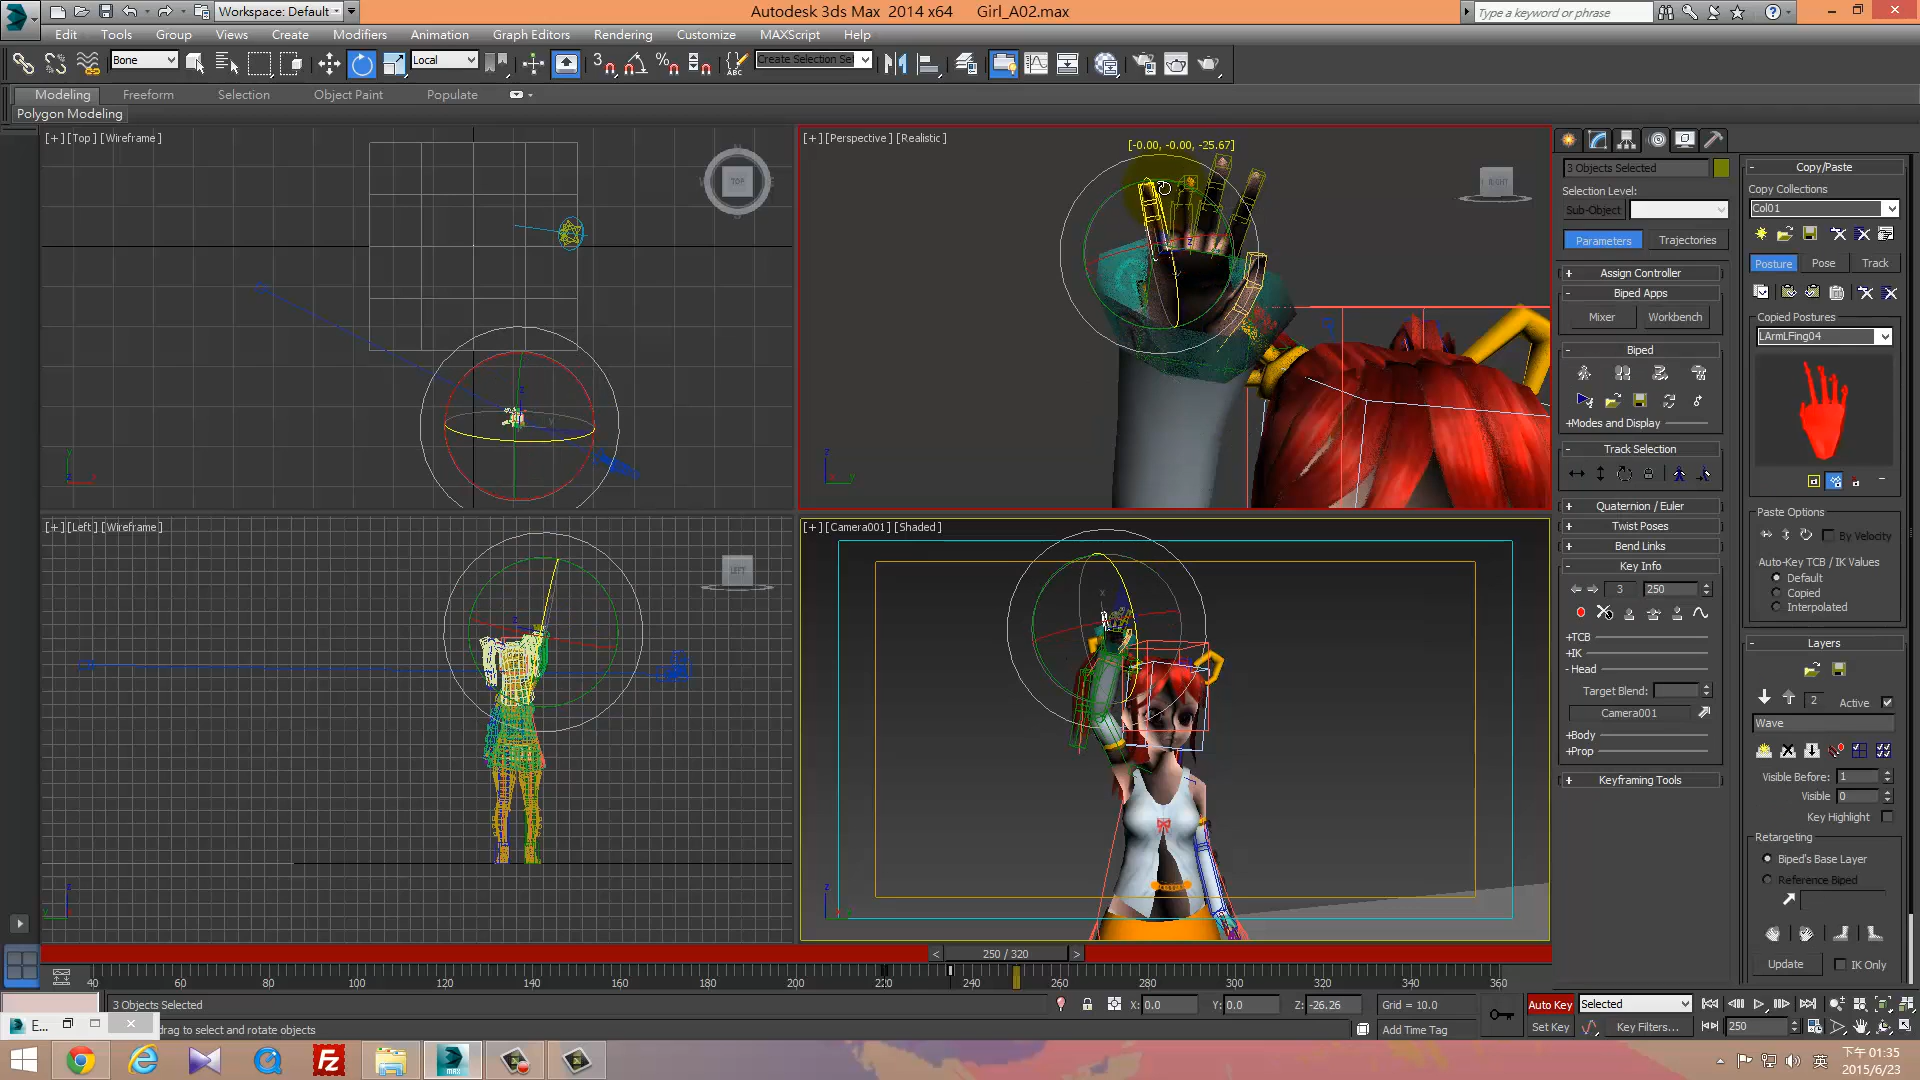 Workspace: Default
Autodesk 3ds Max 2014 x64 Girl_A02.max
Type a keyword or phrase
Edit Tools Group Views Create Modifiers Animation Graph Editors Rendering Customize MAXScript Help
Bone
Local
Create Selection Sel
Modeling Freeform Selection Object Paint Populate
Polygon Modeling
[+][Top][Wireframe]
TOP
[+][Perspective][Realistic]
[-0.00, -0.00, -25.67]
RIGHT
[+][Left][Wireframe]
LEFT
[+][Camera001][Shaded]
3 Objects Selected
Selection Level:
Sub-Object
Parameters Trajectories
+ Assign Controller
- Biped Apps
Mixer Workbench
- Biped
+Modes and Display
- Track Selection
+ Quaternion / Euler
+ Twist Poses
+ Bend Links
- Key Info
3 250
+TCB
+IK
- Head
Target Blend:
Camera001
+Body
+Prop
+ Keyframing Tools
- Copy/Paste
Copy Collections
Col01
Posture Pose Track
Copied Postures
LArmLFing04
Paste Options
By Velocity
Auto-Key TCB / IK Values
Default
Copied
Interpolated
- Layers
2 Active
Wave
Visible Before: 1
Visible 0
Key Highlight
Retargeting
Biped's Base Layer
Reference Biped
Update IK Only
< 250 / 320 >
40 60 80 100 120 140 160 180 200 220 240 260 280 300 320 340 360
3 Objects Selected
X: 0.0 Y: 0.0 Z: -26.26 Grid = 10.0
Auto Key Selected
E...
drag to select and rotate objects
Add Time Tag
Set Key Key Filters... 250
MAX
英
下午 01:35
2015/6/23